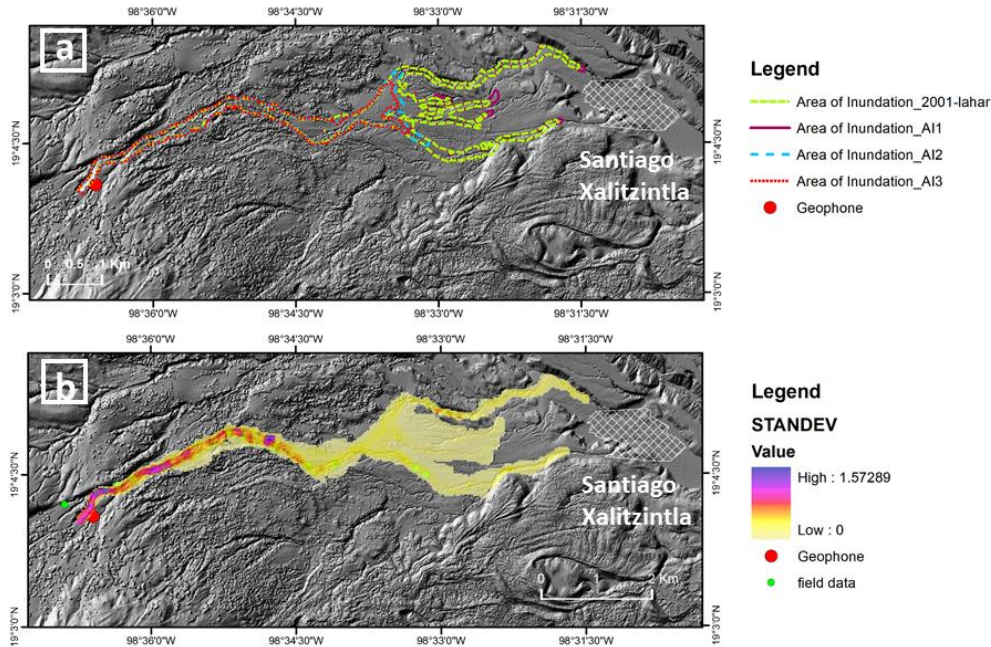 98°36'0"W 98°34'30"W 98°33'0"W 98°31'30"W
a
19°4'30"N
19°4'30"N
Santiago
Xalitzintla
0 0.5 1 Km
19°3'0"N
19°3'0"N
98°36'0"W 98°34'30"W 98°33'0"W 98°31'30"W
Legend
Area of Inundation_2001-lahar
Area of Inundation_AI1
Area of Inundation_AI2
Area of Inundation_AI3
Geophone
98°36'0"W 98°34'30"W 98°33'0"W 98°31'30"W
b
19°4'30"N
19°4'30"N
Santiago
Xalitzintla
0 1 2 Km
19°3'0"N
19°3'0"N
98°36'0"W 98°34'30"W 98°33'0"W 98°31'30"W
Legend
STANDEV
Value
High : 1.57289
Low : 0
Geophone
field data